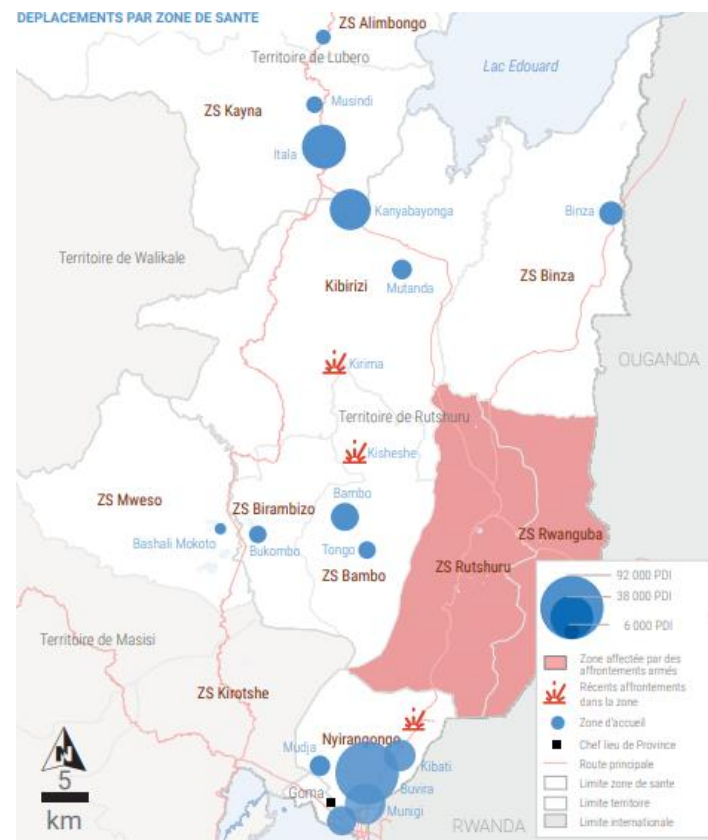 DEPLACEMENTS PAR ZONE DE SANTE
ZS Alimbongo
Territoire de Lubero
Lac Edouard
ZS Kayna
Musindi
Itala
Kanyabayonga
Binza
Territoire de Walikale
Kibirizi
Mutanda
ZS Binza
OUGANDA
Kirima
Territoire de Rutshuru
Kisheshe
ZS Mweso
ZS Birambizo
Bambo
Bashali Mokoto
Bukombo
Tongo
ZS Bambo
ZS Rutshuru
ZS Rwanguba
92 000 PDI
38 000 PDI
6 000 PDI
Zone affectée par des
affrontements armés
Récents affrontements
dans la zone
Zone d'accueil
Chef lieu de Province
Route principale
Limite zone de sante
Limite territoire
Limite internationale
Territoire de Masisi
ZS Kirotshe
Nyirangongo
Mudja
Kibati
Goma
Buvira
Munigi
RWANDA
N
5
km